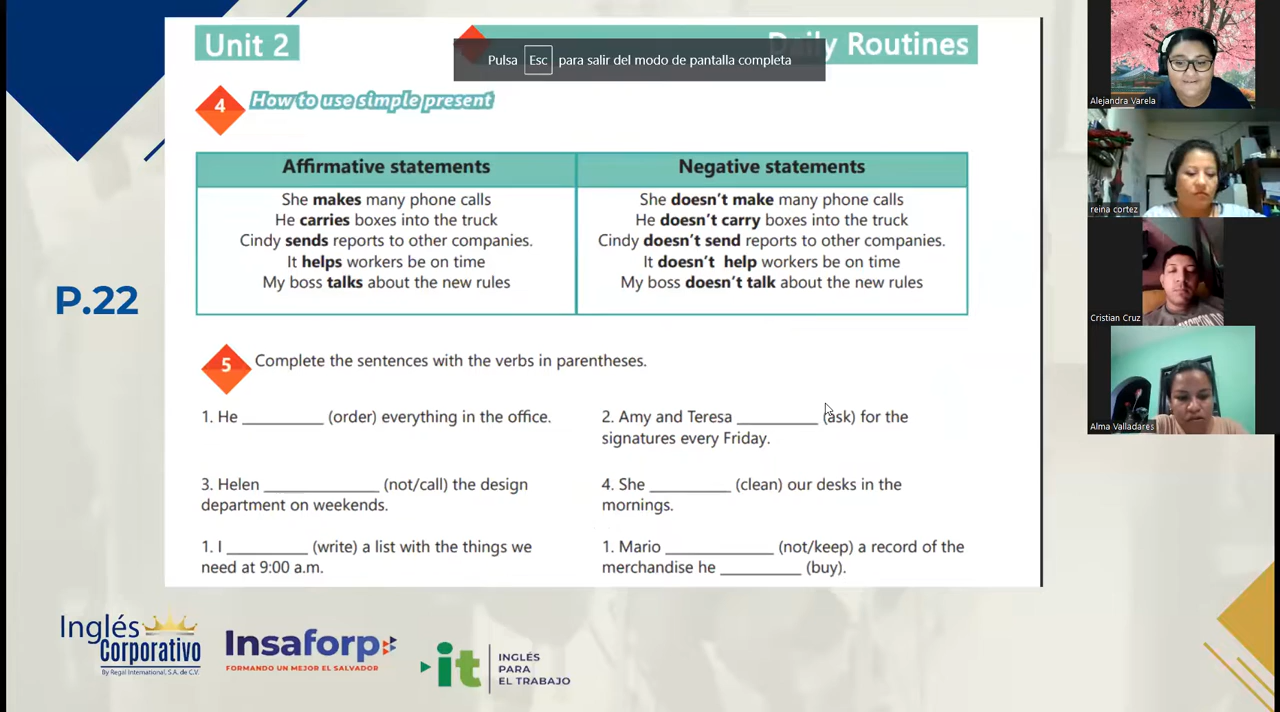 Unit 2
Daily Routines
Pulsa Esc para salir del modo de pantalla completa
4 How to use simple present
Affirmative statements
She makes many phone calls
He carries boxes into the truck
Cindy sends reports to other companies.
It helps workers be on time
My boss talks about the new rules
Negative statements
She doesn't make many phone calls
He doesn't carry boxes into the truck
Cindy doesn't send reports to other companies.
It doesn't help workers be on time
My boss doesn't talk about the new rules
P.22
5 Complete the sentences with the verbs in parentheses.
1. He _________ (order) everything in the office.
2. Amy and Teresa _________ (ask) for the
signatures every Friday.
3. Helen _____________ (not/call) the design
department on weekends.
4. She _________ (clean) our desks in the
mornings.
1. I _________ (write) a list with the things we
need at 9:00 a.m.
1. Mario ____________ (not/keep) a record of the
merchandise he _________ (buy).
Inglés
Corporativo
By Regal International, S.A. de C.V.
Insaforp
FORMANDO UN MEJOR EL SALVADOR
it
INGLÉS
PARA
EL TRABAJO
Alejandra Varela
reina cortez
Cristian Cruz
Alma Valladares